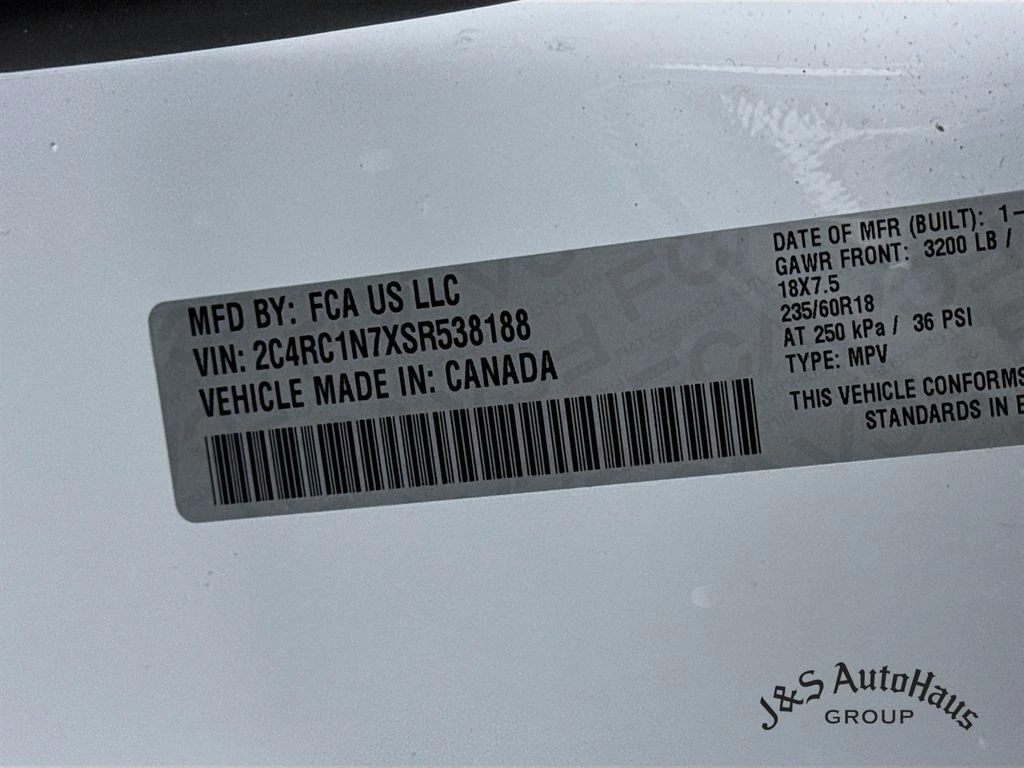 MFD BY: FCA US LLC
VIN: 2C4RC1N7XSR538188
VEHICLE MADE IN: CANADA
DATE OF MFR (BUILT): 1-
GAWR FRONT: 3200 LB /
18X7.5
235/60R18
AT 250 kPa / 36 PSI
TYPE: MPV
THIS VEHICLE CONFORMS
STANDARDS IN E
J&S AutoHaus
GROUP